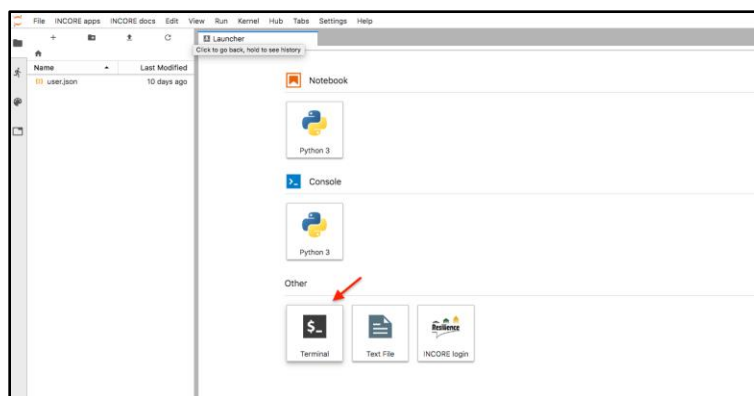 File INCORE apps INCORE docs Edit View Run Kernel Hub Tabs Settings Help
Launcher
Click to go back, hold to see history
Name Last Modified
user.json 10 days ago
Notebook
Python 3
Console
Python 3
Other
$_
Resilience
Terminal Text File INCORE login